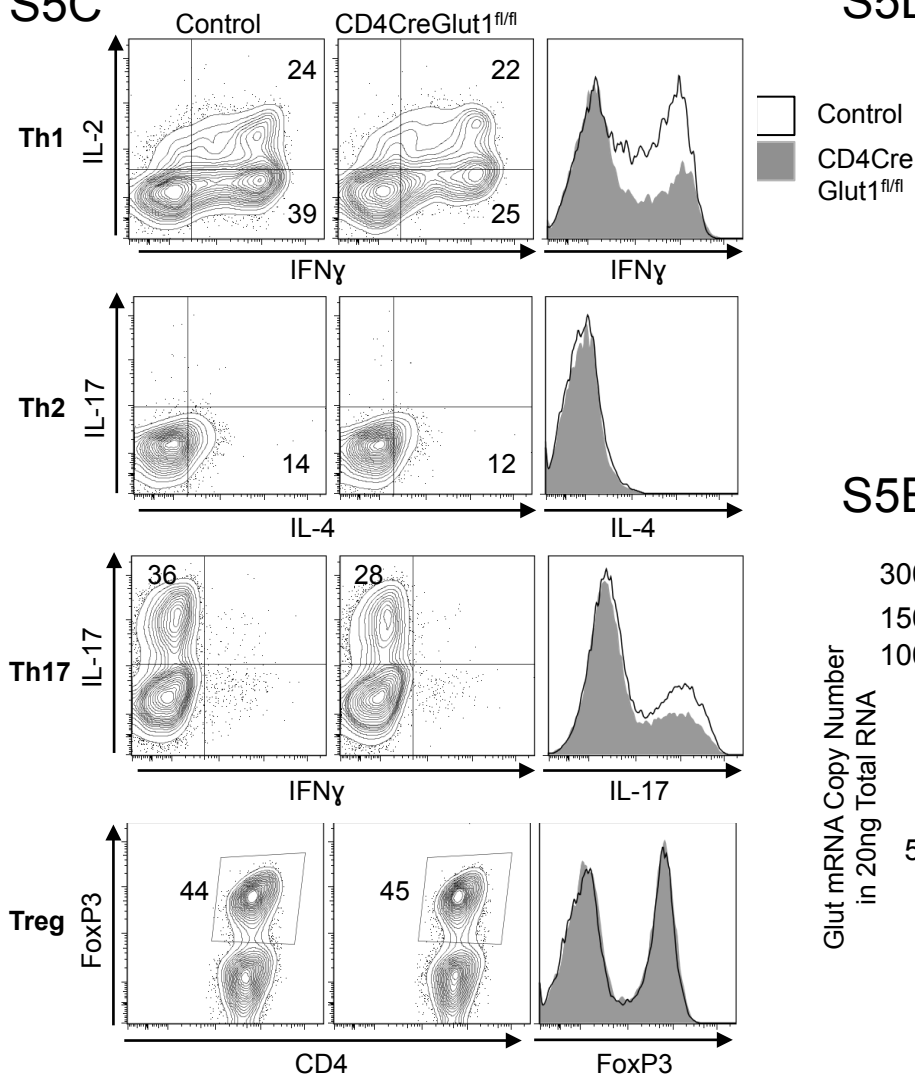 S5C
Control CD4CreGlut1fl/fl
24
22
Th1
IL-2
39
25
IFNɣ
IFNɣ
Control
CD4Cre
Glut1fl/fl
Th2
IL-17
14
12
IL-4
IL-4
36
28
Th17
IL-17
IFNɣ
IL-17
44
45
Treg
FoxP3
CD4
FoxP3
Glut mRNA Copy Number
in 20ng Total RNA